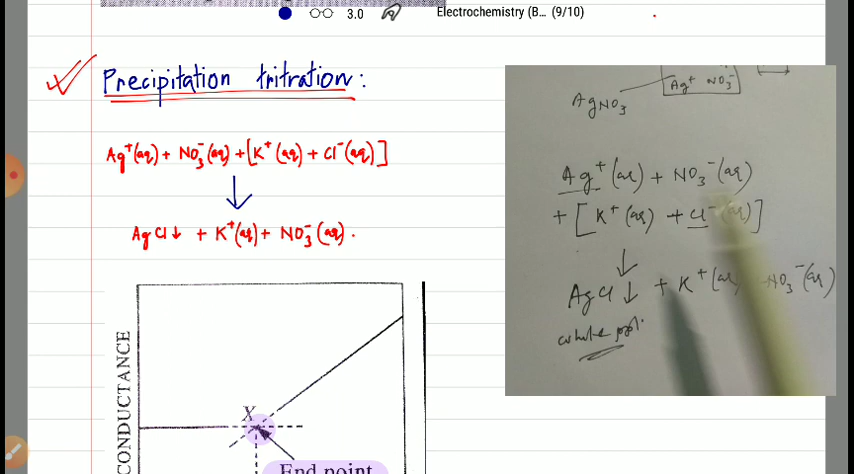 3.0
Electrochemistry (B... (9/10)
Precipitation tritration :
Ag⁺(aq) + NO₃⁻(aq) + [K⁺(aq) + Cl⁻(aq)]
AgCl↓ + K⁺(aq) + NO₃⁻(aq).
CONDUCTANCE
X
End point
AgNO₃
Ag⁺ NO₃⁻
Ag⁺(aq) + NO₃⁻(aq)
+ [K⁺(aq) + Cl⁻(aq)]
AgCl ↓ + K⁺(aq) NO₃⁻(aq)
white ppt.